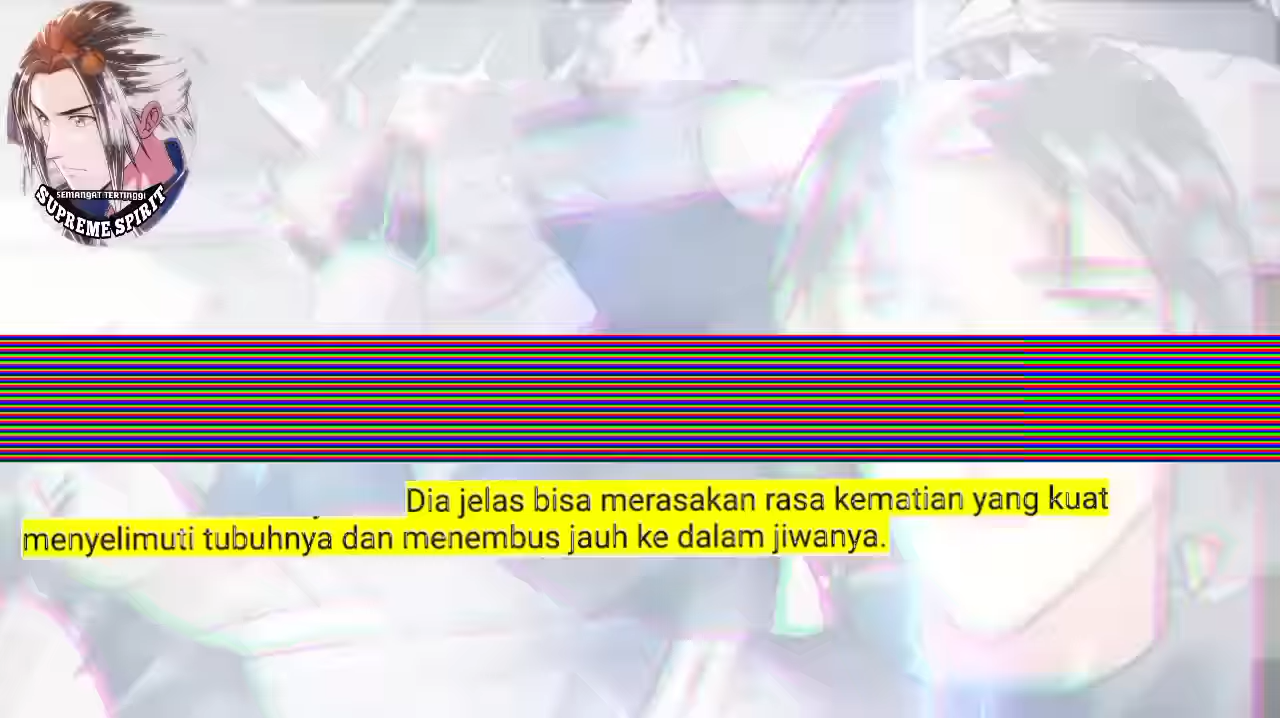 SEMANGAT TERTINGGI
SUPREME SPIRIT
Dia jelas bisa merasakan rasa kematian yang kuat
menyelimuti tubuhnya dan menembus jauh ke dalam jiwanya.